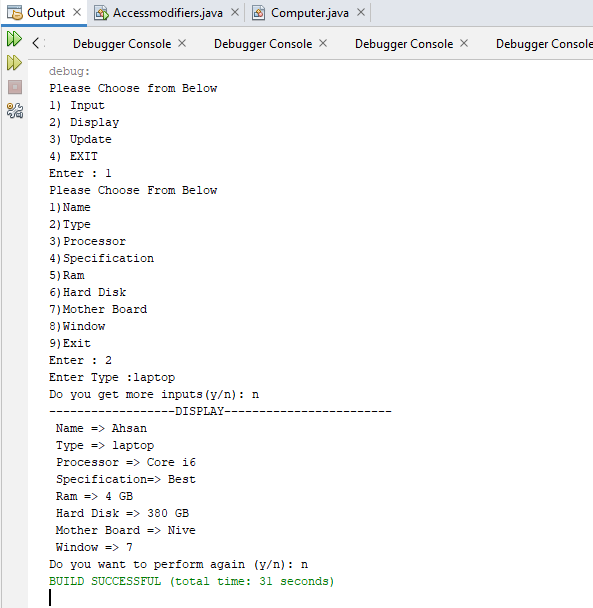 Output × Accessmodifiers.java × Computer.java ×
Debugger Console × Debugger Console × Debugger Console × Debugger Console
debug:
Please Choose from Below
1) Input
2) Display
3) Update
4) EXIT
Enter : 1
Please Choose From Below
1)Name
2)Type
3)Processor
4)Specification
5)Ram
6)Hard Disk
7)Mother Board
8)Window
9)Exit
Enter : 2
Enter Type :laptop
Do you get more inputs(y/n): n
------------------DISPLAY------------------------
Name => Ahsan
Type => laptop
Processor => Core i6
Specification=> Best
Ram => 4 GB
Hard Disk => 380 GB
Mother Board => Nive
Window => 7
Do you want to perform again (y/n): n
BUILD SUCCESSFUL (total time: 31 seconds)